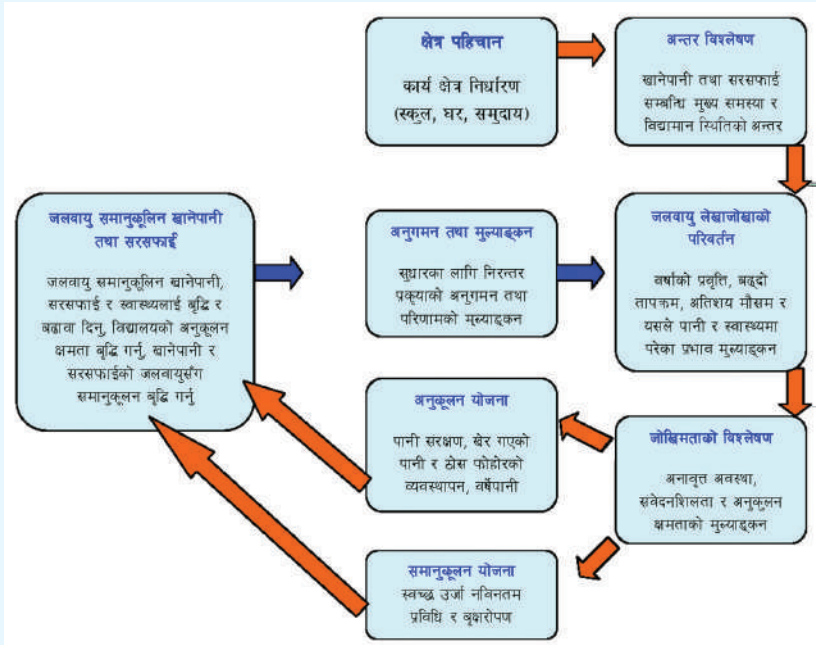 क्षेत्र पहिचान
कार्य क्षेत्र निर्धारण
(स्कुल, घर, समुदाय)
अन्तर विश्लेषण
खानेपानी तथा सरसफाई
सम्बन्धि मुख्य समस्या र
विद्यामान स्थितिको अन्तर
जलवायु समानुकूलिन खानेपानी
तथा सरसफाई
जलवायु समानुकूलिन खानेपानी,
सरसफाई र स्वास्थ्यलाई बृद्धि र
बढावा दिनु, विद्यालयको अनुकूलन
क्षमता बृद्धि गर्नु, खानेपानी र
सरसफाईको जलवायुसँग
समानुकूलन बृद्धि गर्नु
अनुगमन तथा मुल्याङ्कन
सुधारका लागि निरन्तर
प्रकृयाको अनुगमन तथा
परिणामको मुल्याङ्कन
जलवायु लेखाजोखाको
परिवर्तन
वर्षाको प्रवृत्ति, बढ्दो
तापक्रम, अतिशय मौसम र
यसले पानी र स्वास्थ्यमा
परेका प्रभाव मुल्याङ्कन
अनुकूलन योजना
पानी संरक्षण, खेर गएको
पानी र ठोस फोहोरको
व्यवस्थापन, वर्षेपानी
जोखिमताको विश्लेषण
अनावृत्त अवस्था,
संवेदनशिलता र अनुकुलन
क्षमताको मुल्याङ्कन
समानुकूलन योजना
स्वच्छ उर्जा नविनतम
प्रविधि र बृक्षरोपण